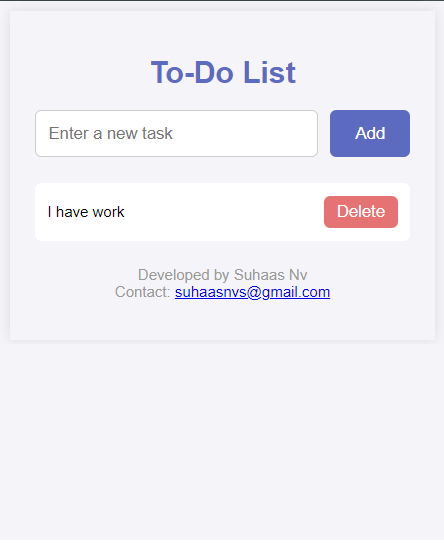 To-Do List
Enter a new task
Add
I have work
Delete
Developed by Suhaas Nv
Contact: suhaasnvs@gmail.com